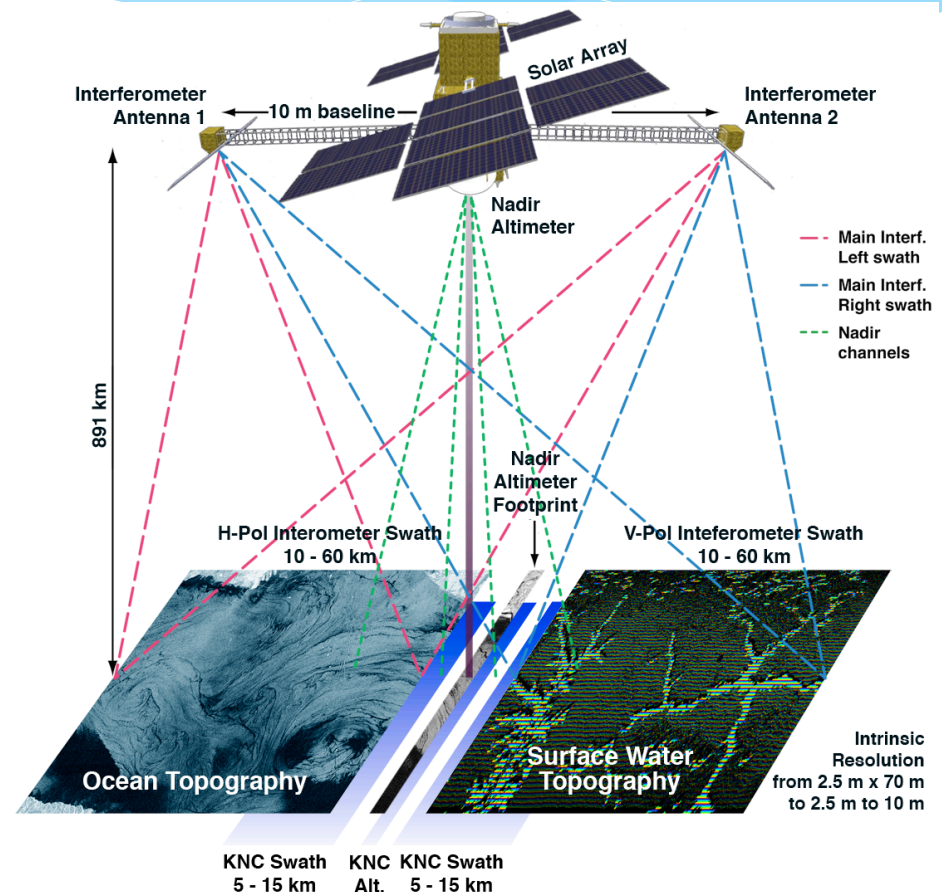 Solar Array
Interferometer
Antenna 1
10 m baseline
Interferometer
Antenna 2
Nadir
Altimeter
Main Interf.
Left swath
Main Interf.
Right swath
Nadir
channels
891 km
Nadir
Altimeter
Footprint
H-Pol Interometer Swath
10 - 60 km
V-Pol Inteferometer Swath
10 - 60 km
Ocean Topography
Surface Water
Topography
Intrinsic
Resolution
from 2.5 m x 70 m
to 2.5 m to 10 m
KNC Swath
5 - 15 km
KNC
Alt.
KNC Swath
5 - 15 km